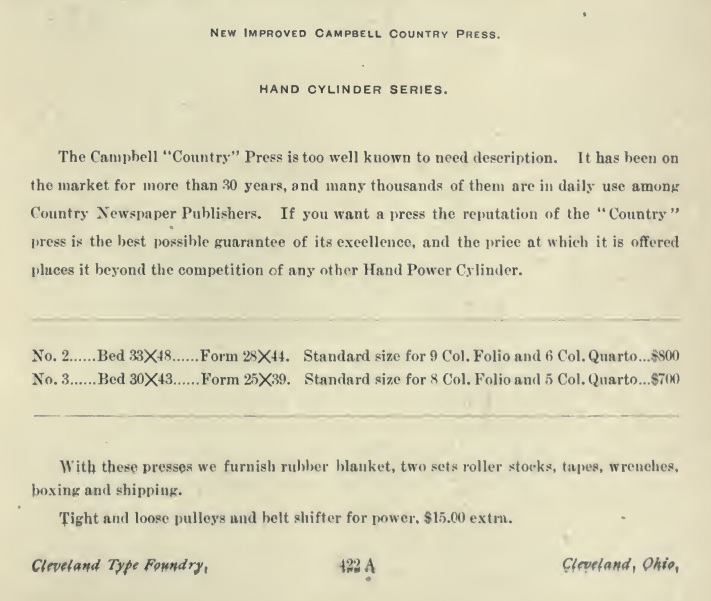 NEW IMPROVED CAMPBELL COUNTRY PRESS.
HAND CYLINDER SERIES.
The Campbell "Country" Press is too well known to need description. It has been on
the market for more than 30 years, and many thousands of them are in daily use among
Country Newspaper Publishers. If you want a press the reputation of the "Country"
press is the best possible guarantee of its excellence, and the price at which it is offered
places it beyond the competition of any other Hand Power Cylinder.
No. 2......Bed 33X48......Form 28X44. Standard size for 9 Col. Folio and 6 Col. Quarto...$800
No. 3......Bed 30X43......Form 25X39. Standard size for 8 Col. Folio and 5 Col. Quarto...$700
With these presses we furnish rubber blanket, two sets roller stocks, tapes, wrenches,
boxing and shipping.
Tight and loose pulleys and belt shifter for power, $15.00 extra.
Cleveland Type Foundry, 422 A Cleveland, Ohio,